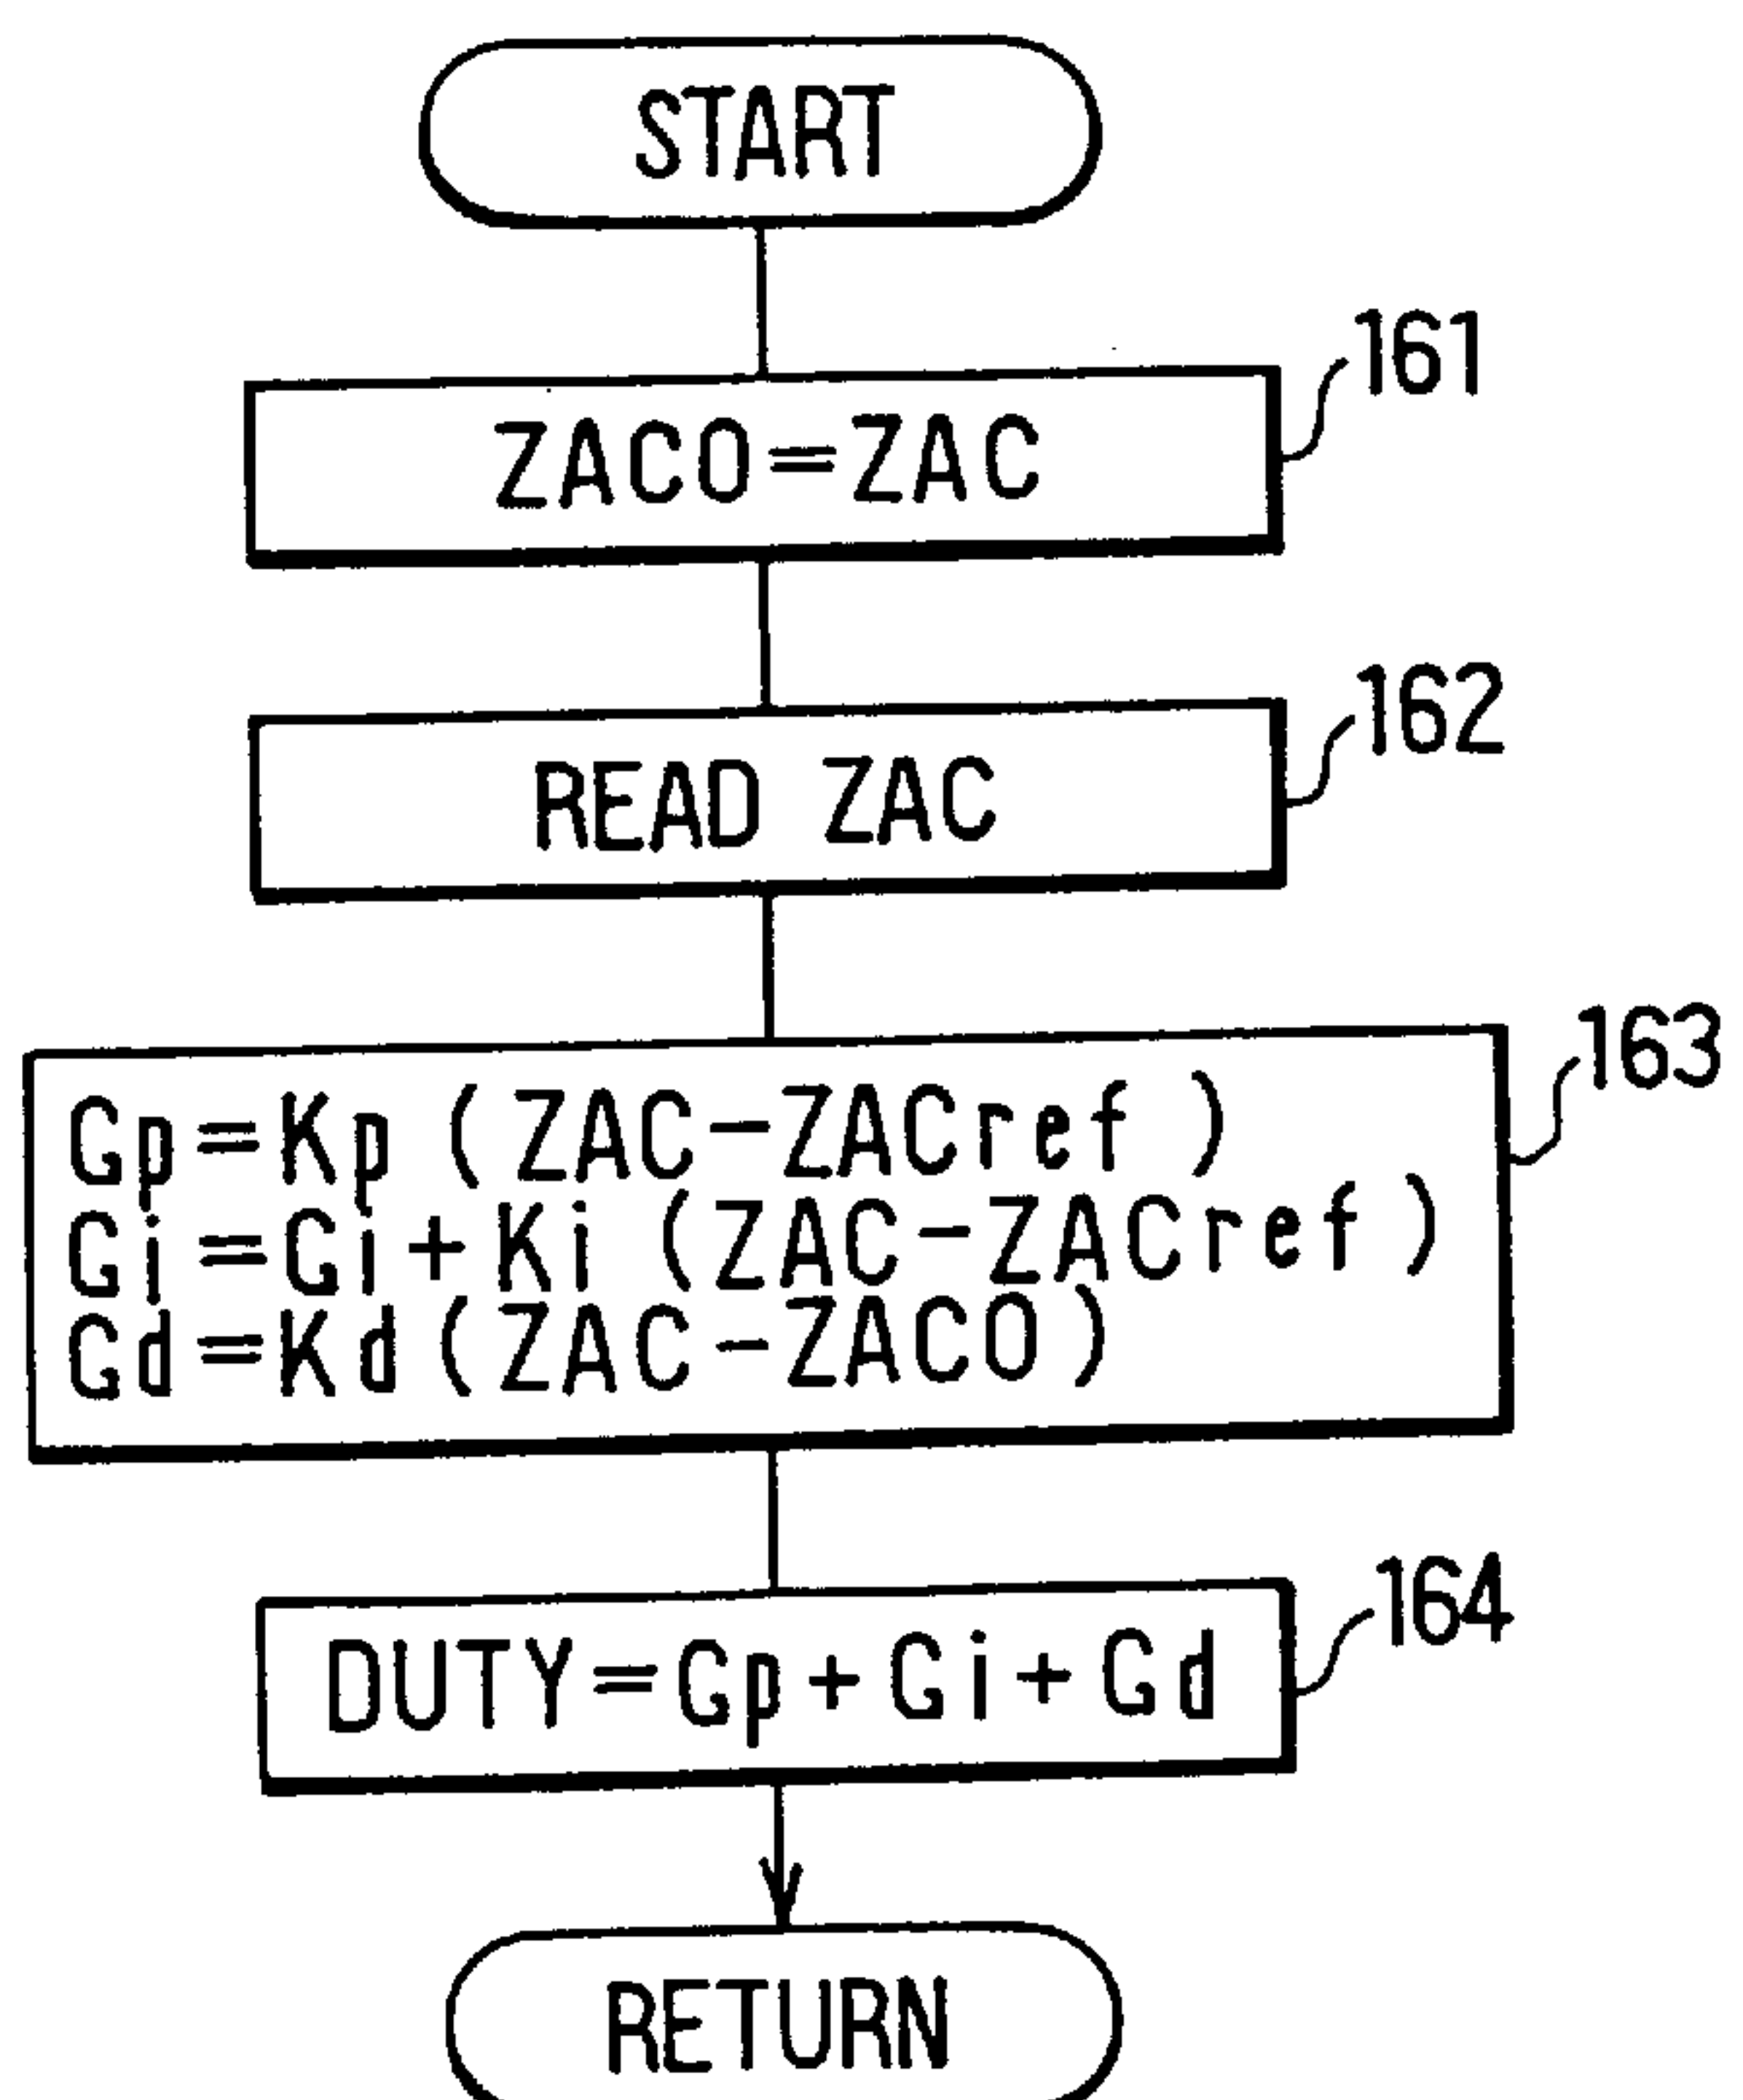 START
161
ZACO=ZAC
162
READ ZAC
163
Gp=Kp (ZAC-ZACref)
Gi=Gi+Ki (ZAC-ZACref)
Gd=Kd (ZAC-ZACO)
164
DUTY=Gp+Gi+Gd
RETURN